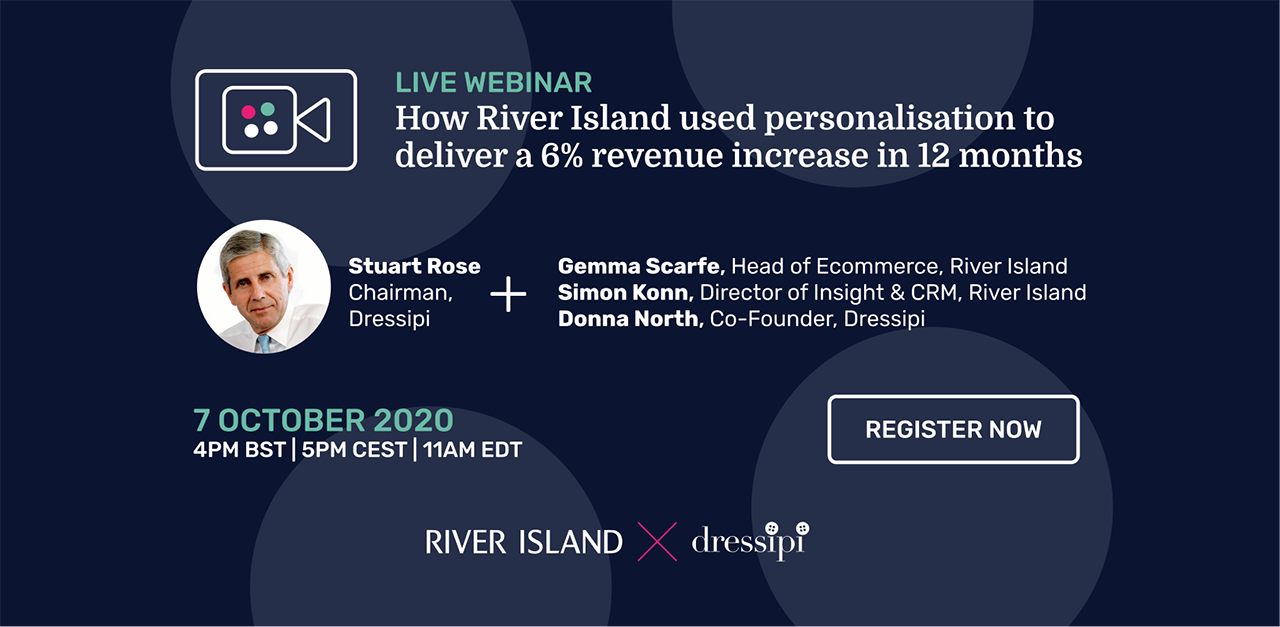 LIVE WEBINAR
How River Island used personalisation to
deliver a 6% revenue increase in 12 months
Stuart Rose
Chairman,
Dressipi
Gemma Scarfe, Head of Ecommerce, River Island
Simon Konn, Director of Insight & CRM, River Island
Donna North, Co-Founder, Dressipi
7 OCTOBER 2020
4PM BST | 5PM CEST | 11AM EDT
REGISTER NOW
RIVER ISLAND X dressipi